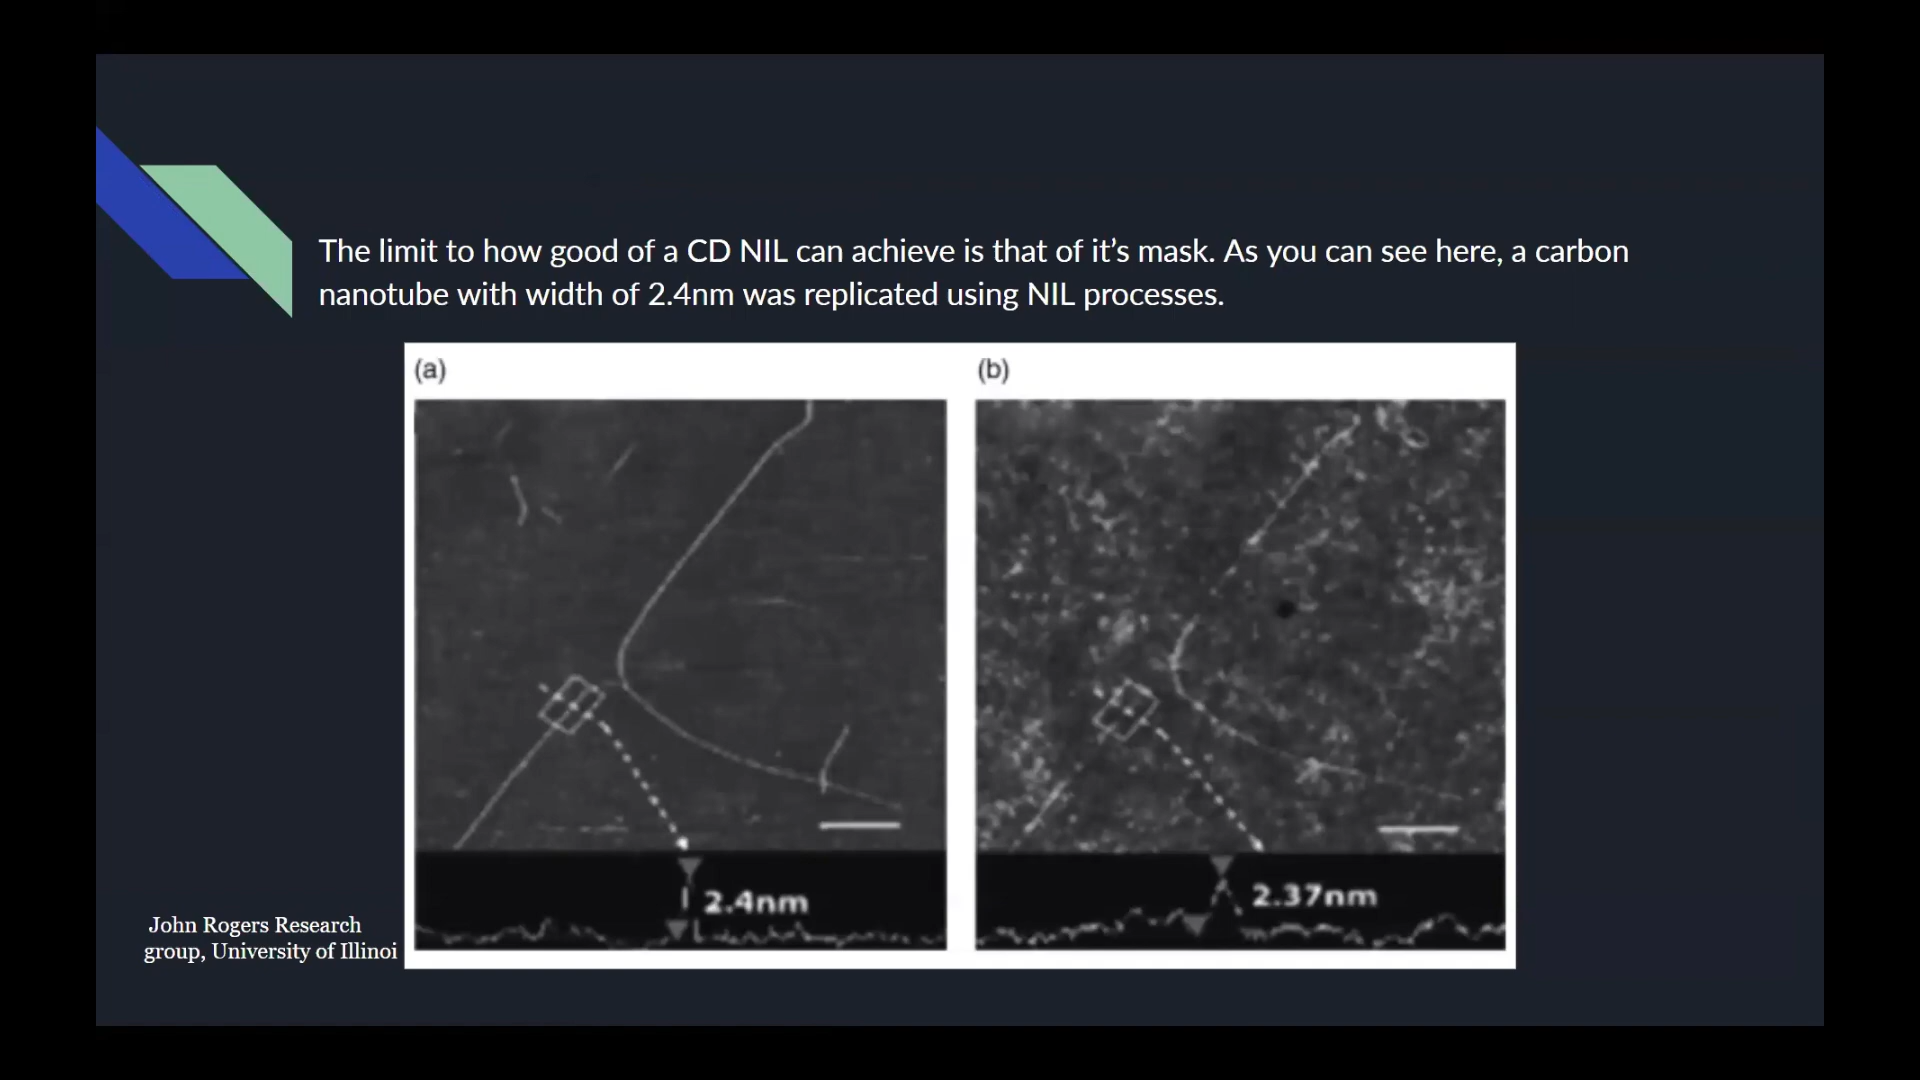 The limit to how good of a CD NIL can achieve is that of it’s mask. As you can see here, a carbon
nanotube with width of 2.4nm was replicated using NIL processes.
(a)
(b)
2.4nm
2.37nm
John Rogers Research
group, University of Illinoi